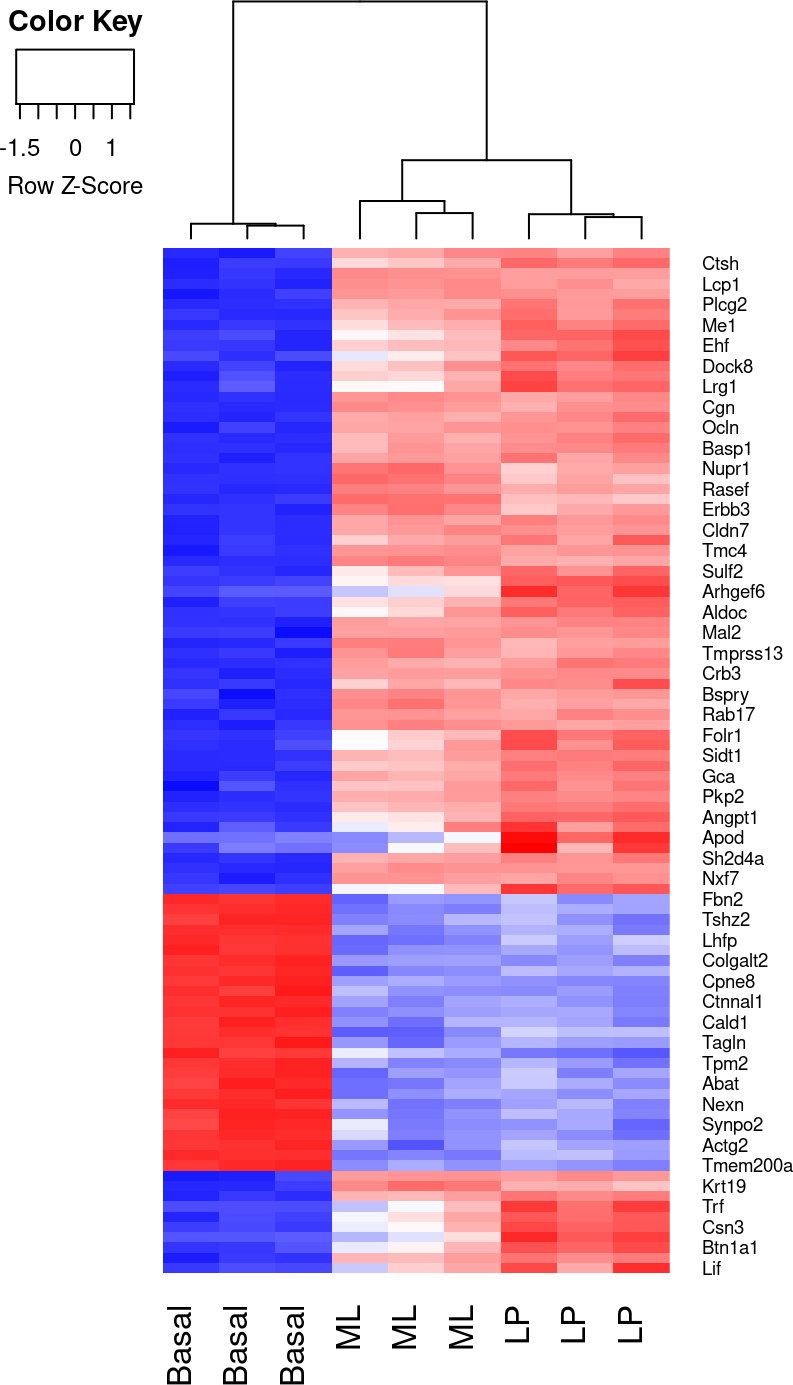 Color Key
-1.5 0 1
Row Z-Score
Ctsh
Lcp1
Plcg2
Me1
Ehf
Dock8
Lrg1
Cgn
Ocln
Basp1
Nupr1
Rasef
Erbb3
Cldn7
Tmc4
Sulf2
Arhgef6
Aldoc
Mal2
Tmprss13
Crb3
Bspry
Rab17
Folr1
Sidt1
Gca
Pkp2
Angpt1
Apod
Sh2d4a
Nxf7
Fbn2
Tshz2
Lhfp
Colgalt2
Cpne8
Ctnnal1
Cald1
Tagln
Tpm2
Abat
Nexn
Synpo2
Actg2
Tmem200a
Krt19
Trf
Csn3
Btn1a1
Lif
Basal
Basal
Basal
ML
ML
ML
LP
LP
LP